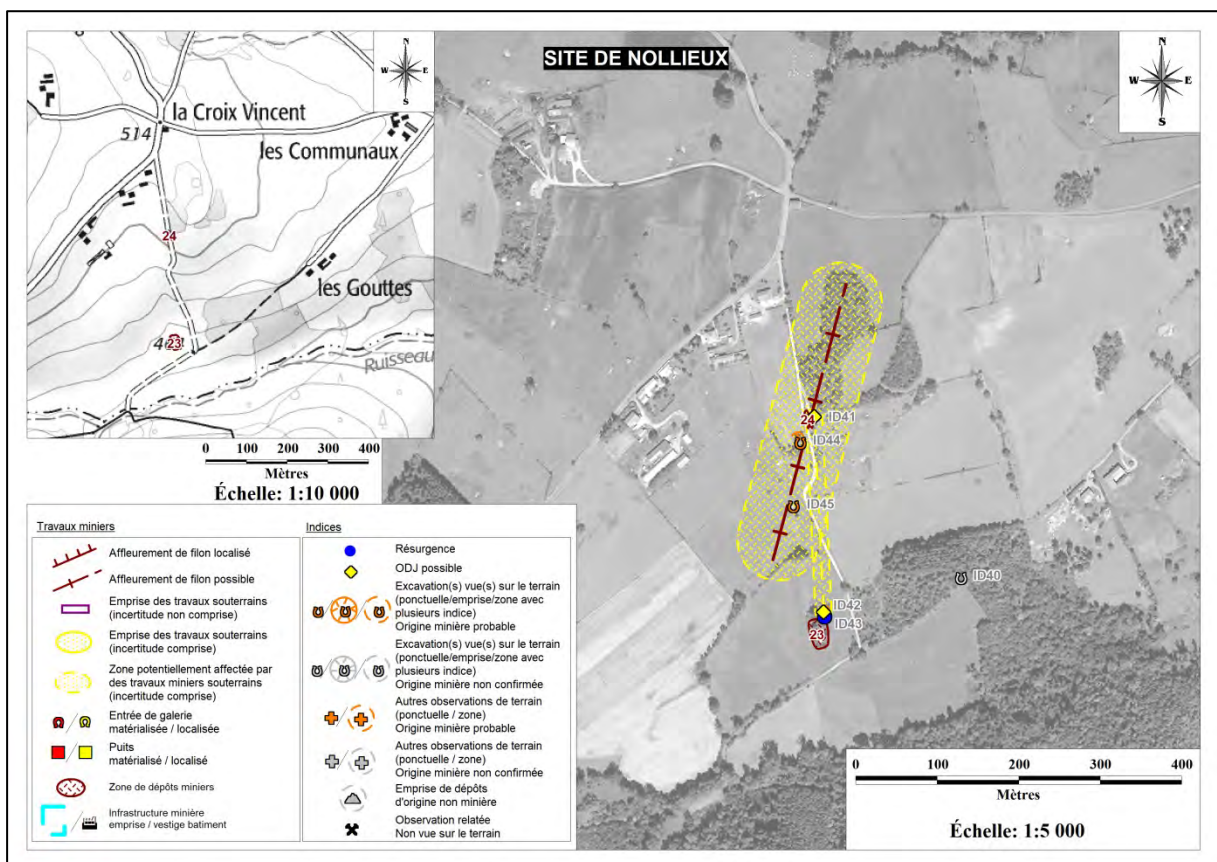 SITE DE NOLLIEUX
N
W E
S
la Croix Vincent
514
les Communaux
24
les Gouttes
23
Ruisseau
0 100 200 300 400
Mètres
Échelle: 1:10 000
N
W E
S
ID41
24
ID44
ID45
ID40
ID42
ID43
23
0 100 200 300 400
Mètres
Échelle: 1:5 000
Travaux miniers
Affleurement de filon localisé
Affleurement de filon possible
Emprise des travaux souterrains
(incertitude non comprise)
Emprise des travaux souterrains
(incertitude comprise)
Zone potentiellement affectée par
des travaux miniers souterrains
(incertitude comprise)
Entrée de galerie
matérialisée / localisée
Puits
matérialisé / localisé
Zone de dépôts miniers
Infrastructure minière
emprise / vestige batiment
Indices
Résurgence
ODJ possible
Excavation(s) vue(s) sur le terrain
(ponctuelle/emprise/zone avec
plusieurs indice)
Origine minière probable
Excavation(s) vue(s) sur le terrain
(ponctuelle/emprise/zone avec
plusieurs indice)
Origine minière non confirmée
Autres observations de terrain
(ponctuelle / zone)
Origine minière probable
Autres observations de terrain
(ponctuelle / zone)
Origine minière non confirmée
Emprise de dépôts
d'origine non minière
Observation relatée
Non vue sur le terrain